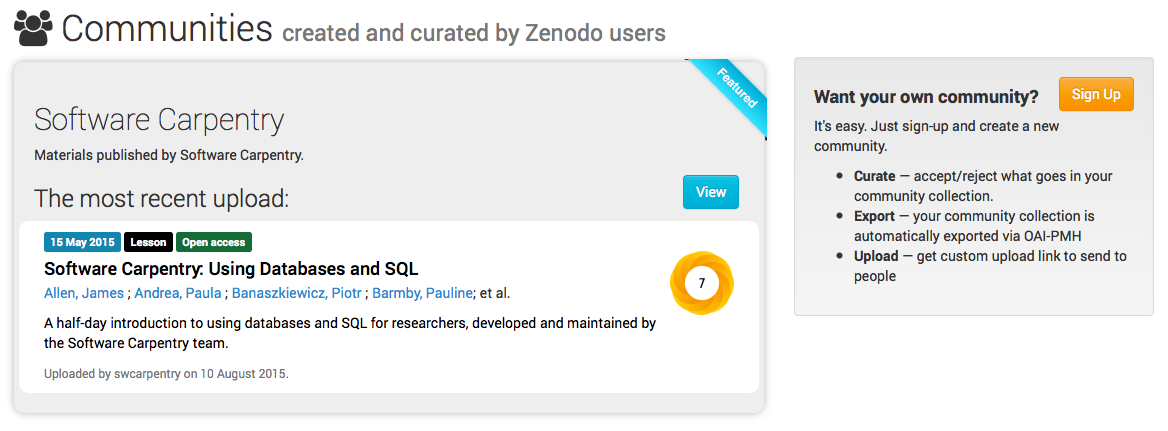 Communities created and curated by Zenodo users
Featured
Software Carpentry
Materials published by Software Carpentry.
The most recent upload:
View
15 May 2015 Lesson Open access
Software Carpentry: Using Databases and SQL
Allen, James ; Andrea, Paula ; Banaszkiewicz, Piotr ; Barmby, Pauline; et al.
7
A half-day introduction to using databases and SQL for researchers, developed and maintained by
the Software Carpentry team.
Uploaded by swcarpentry on 10 August 2015.
Want your own community?
Sign Up
It's easy. Just sign-up and create a new
community.
• Curate — accept/reject what goes in your
community collection.
• Export — your community collection is
automatically exported via OAI-PMH
• Upload — get custom upload link to send to
people